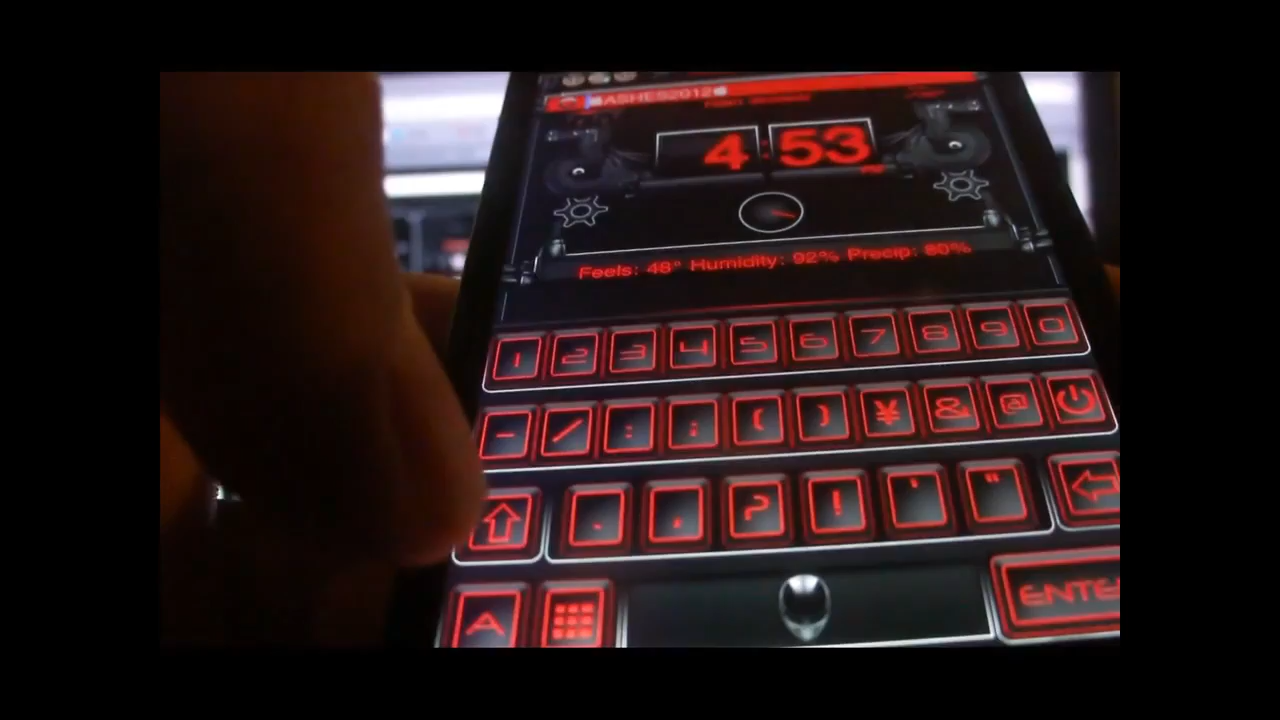 ASHES2012
4:53
PM
Feels: 48° Humidity: 92% Precip: 80%
1 2 3 4 5 6 7 8 9 0
- / : ; ( ) ¥ & @
. , ? ! ' "
A ENTE